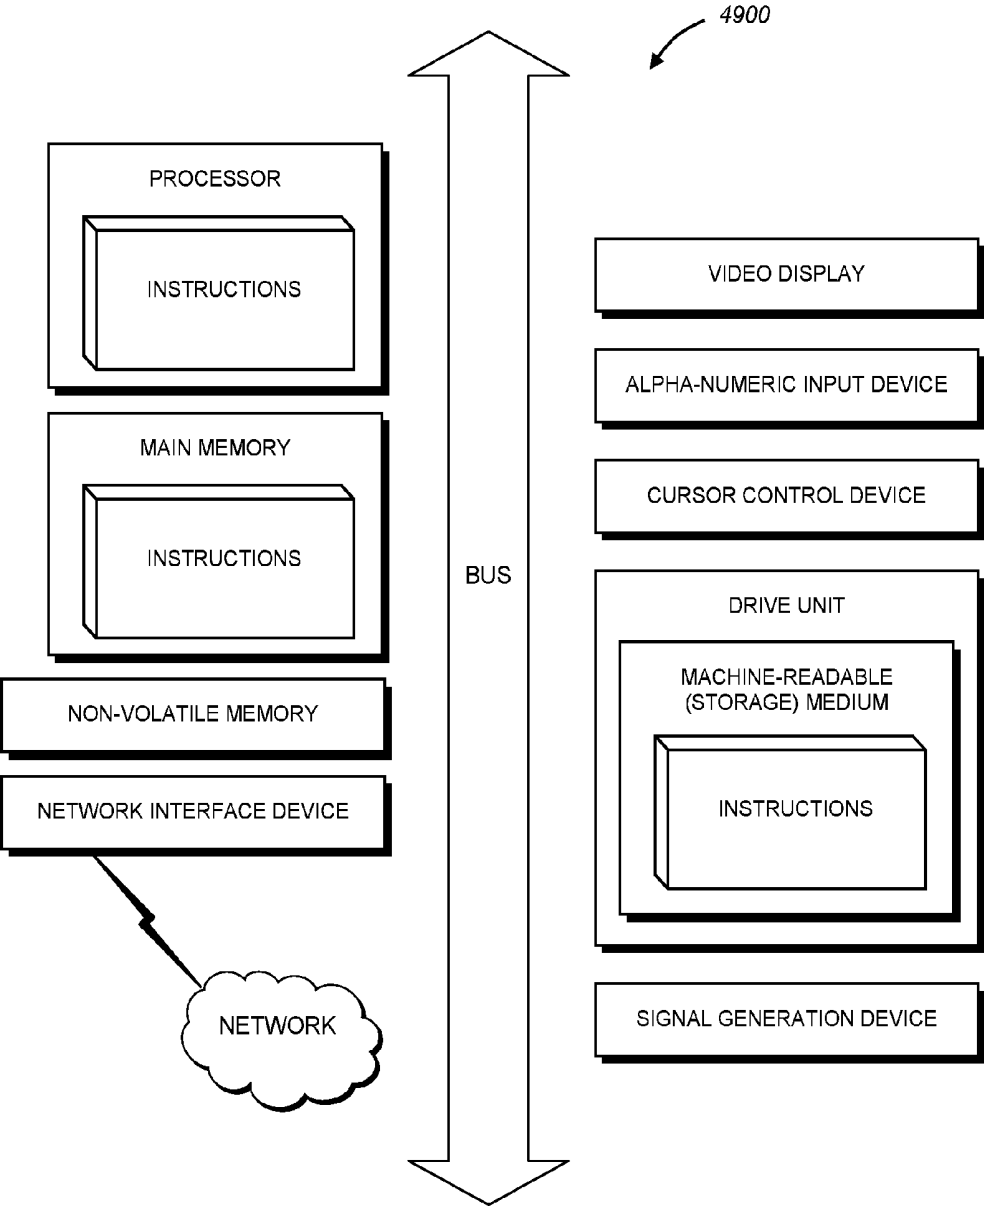 4900
PROCESSOR
INSTRUCTIONS
MAIN MEMORY
INSTRUCTIONS
NON-VOLATILE MEMORY
NETWORK INTERFACE DEVICE
NETWORK
BUS
VIDEO DISPLAY
ALPHA-NUMERIC INPUT DEVICE
CURSOR CONTROL DEVICE
DRIVE UNIT
MACHINE-READABLE
(STORAGE) MEDIUM
INSTRUCTIONS
SIGNAL GENERATION DEVICE